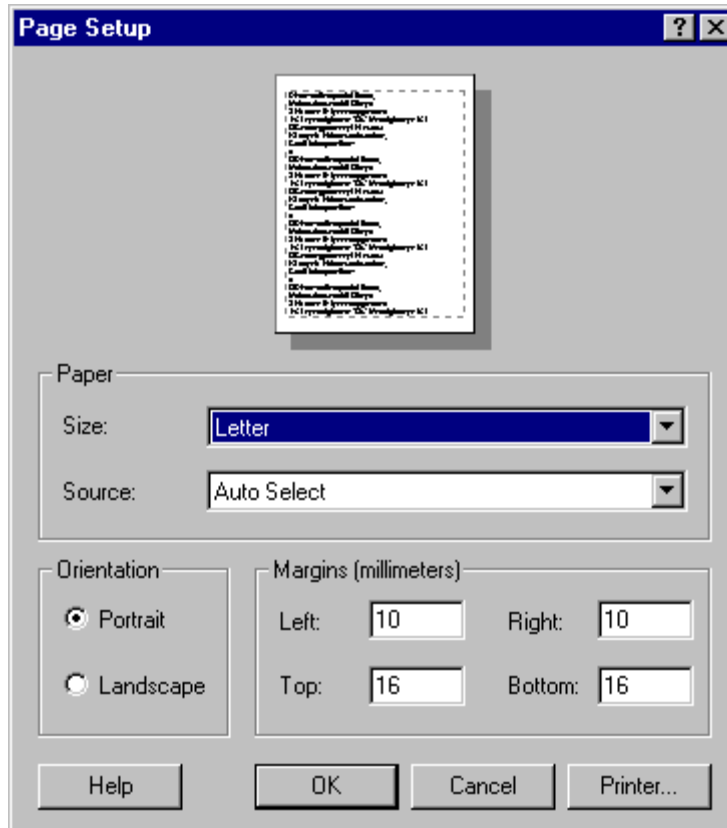 Page Setup
Paper
Size: Letter
Source: Auto Select
Orientation
Portrait
Landscape
Margins (millimeters)
Left: 10 Right: 10
Top: 16 Bottom: 16
Help OK Cancel Printer...